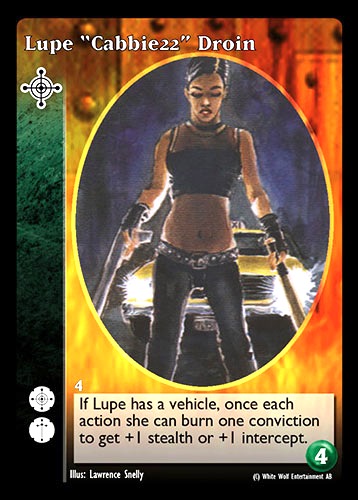 Lupe "Cabbie22" Droin
4
If Lupe has a vehicle, once each
action she can burn one conviction
to get +1 stealth or +1 intercept.
4
Illus: Lawrence Snelly
(C) White Wolf Entertainment AB